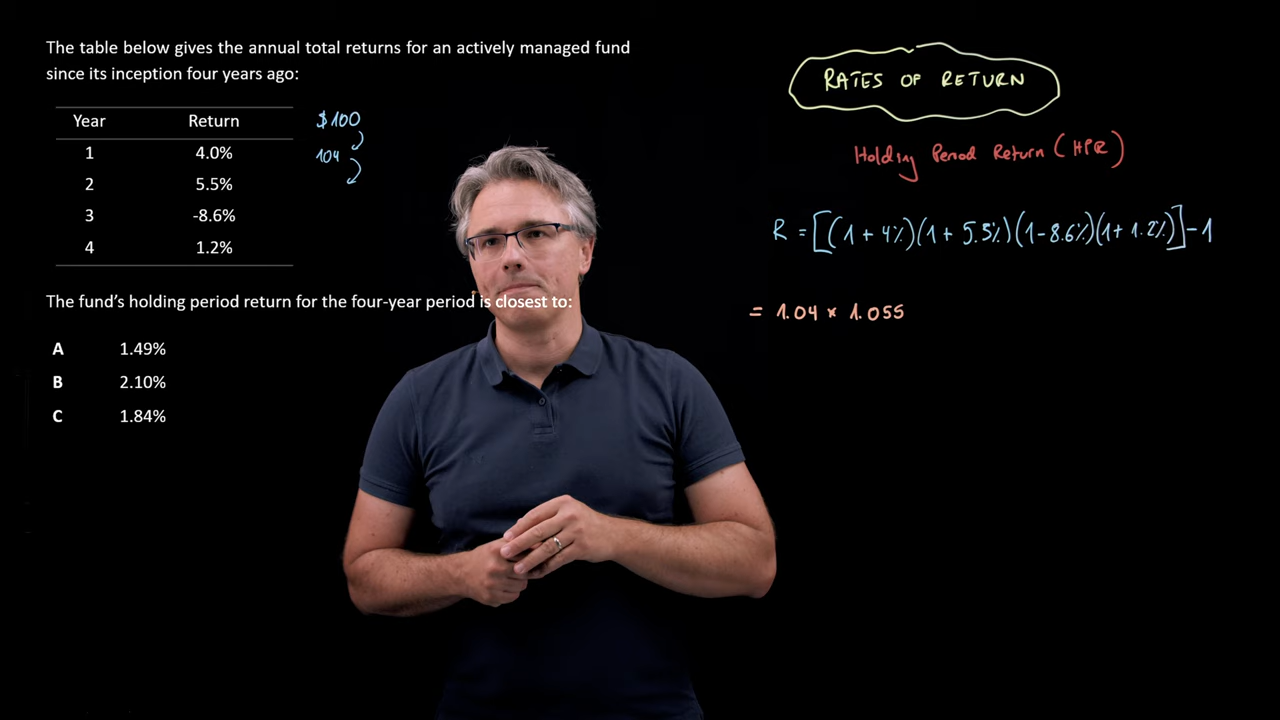 The table below gives the annual total returns for an actively managed fund
since its inception four years ago:
Year Return
1 4.0%
2 5.5%
3 -8.6%
4 1.2%
$100
104
The fund's holding period return for the four-year period is closest to:
A 1.49%
B 2.10%
C 1.84%
RATES OF RETURN
Holding Period Return (HPR)
R = [(1 + 4%)(1 + 5.5%)(1 - 8.6%)(1 + 1.2%)] - 1
= 1.04 × 1.055